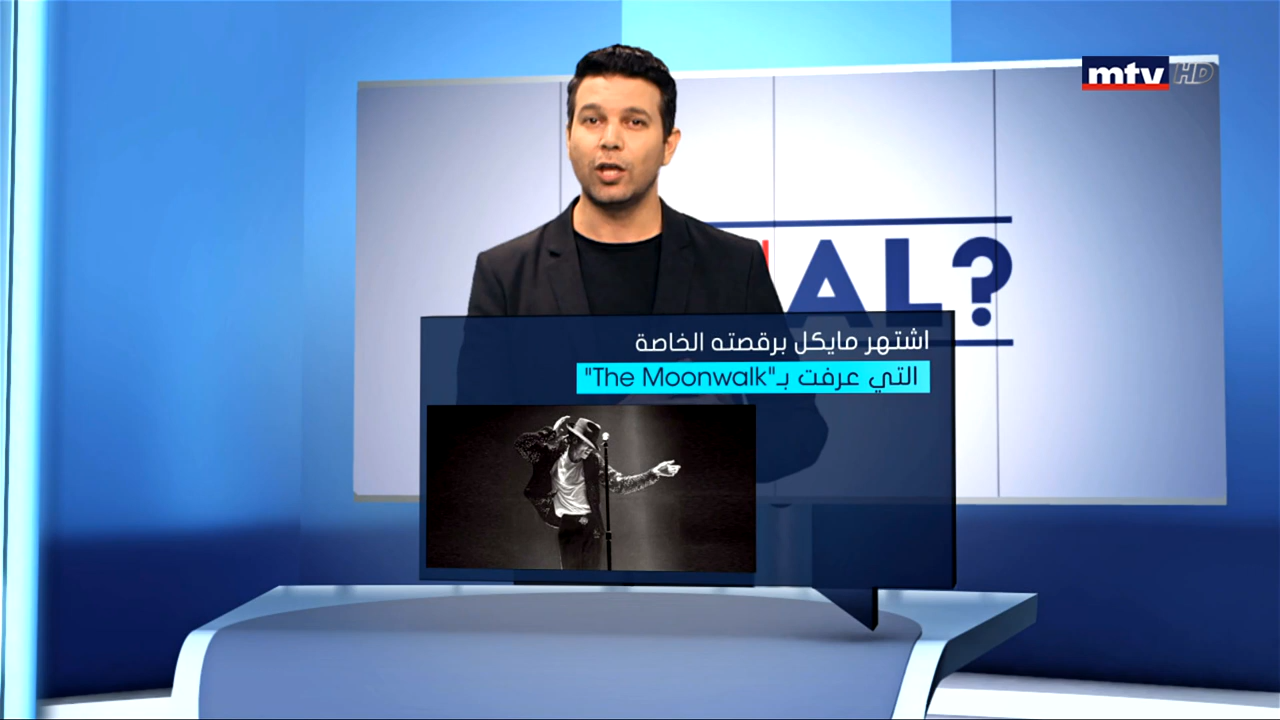 mtv HD
AL?
اشتهر مايكل برقصته الخاصة
التي عرفت بـ"The Moonwalk"